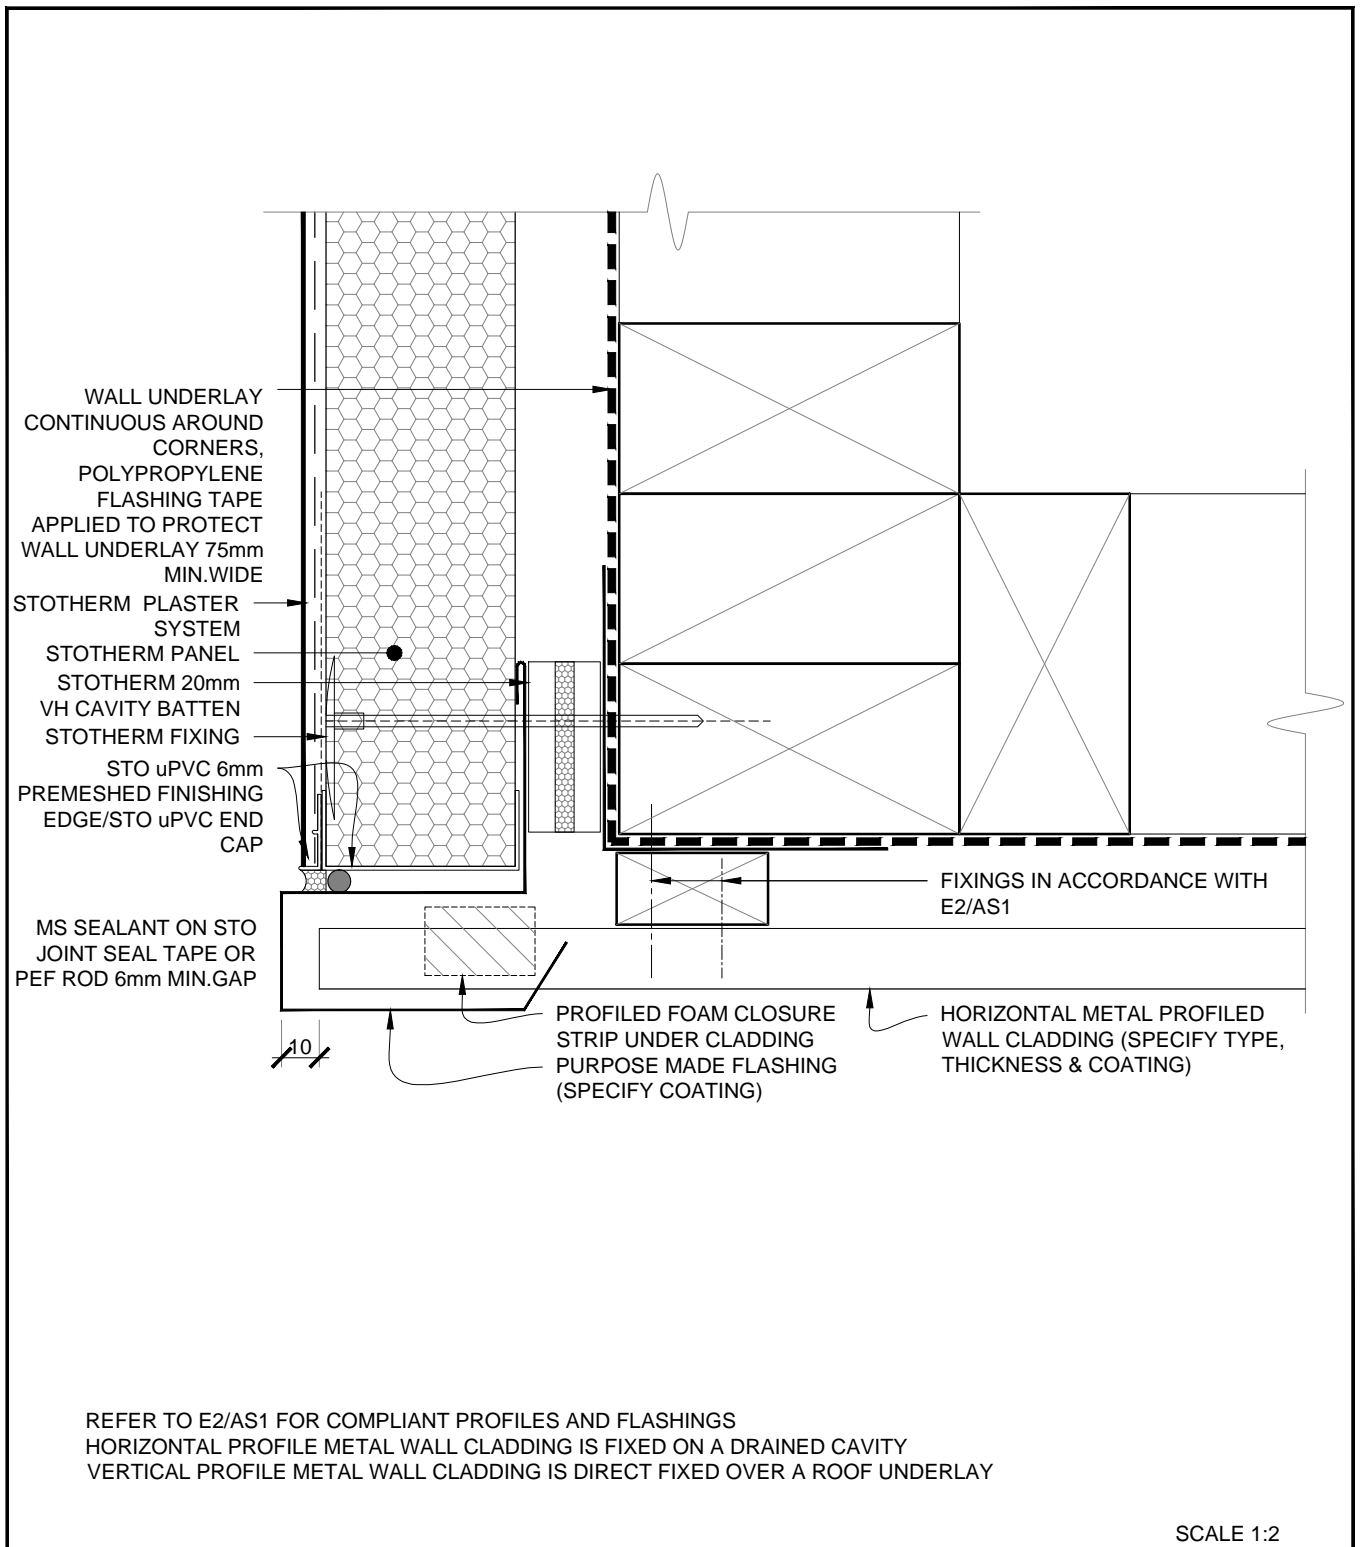 WALL UNDERLAY
CONTINUOUS AROUND
CORNERS,
POLYPROPYLENE
FLASHING TAPE
APPLIED TO PROTECT
WALL UNDERLAY 75mm
MIN.WIDE
STOTHERM PLASTER
SYSTEM
STOTHERM PANEL
STOTHERM 20mm
VH CAVITY BATTEN
STOTHERM FIXING
STO uPVC 6mm
PREMESHED FINISHING
EDGE/STO uPVC END
CAP
MS SEALANT ON STO
JOINT SEAL TAPE OR
PEF ROD 6mm MIN.GAP
10
FIXINGS IN ACCORDANCE WITH
E2/AS1
PROFILED FOAM CLOSURE
STRIP UNDER CLADDING
PURPOSE MADE FLASHING
(SPECIFY COATING)
HORIZONTAL METAL PROFILED
WALL CLADDING (SPECIFY TYPE,
THICKNESS & COATING)
REFER TO E2/AS1 FOR COMPLIANT PROFILES AND FLASHINGS
HORIZONTAL PROFILE METAL WALL CLADDING IS FIXED ON A DRAINED CAVITY
VERTICAL PROFILE METAL WALL CLADDING IS DIRECT FIXED OVER A ROOF UNDERLAY
SCALE 1:2